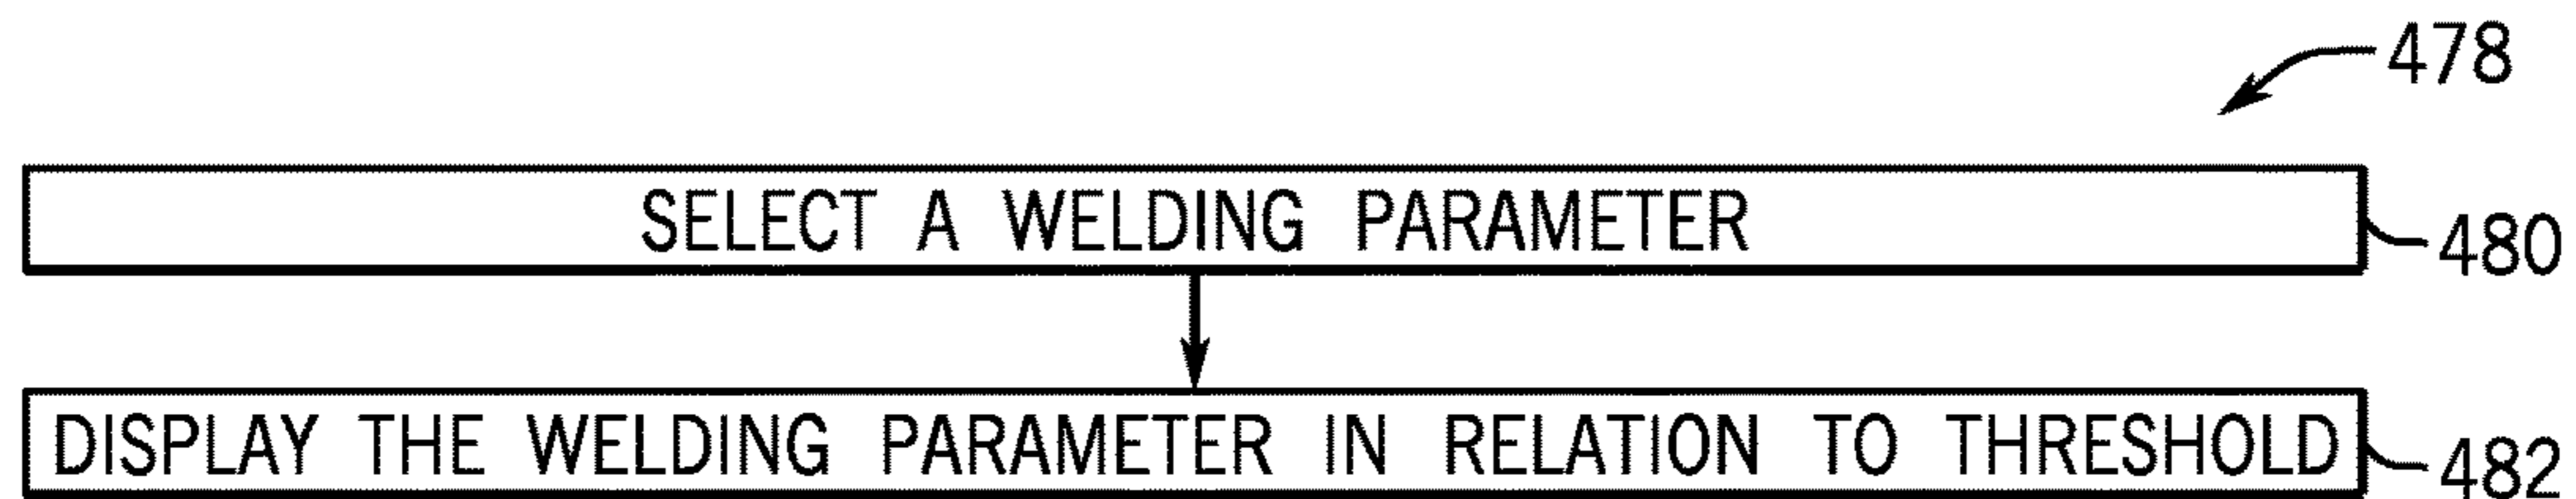 478
SELECT A WELDING PARAMETER
480
DISPLAY THE WELDING PARAMETER IN RELATION TO THRESHOLD
482